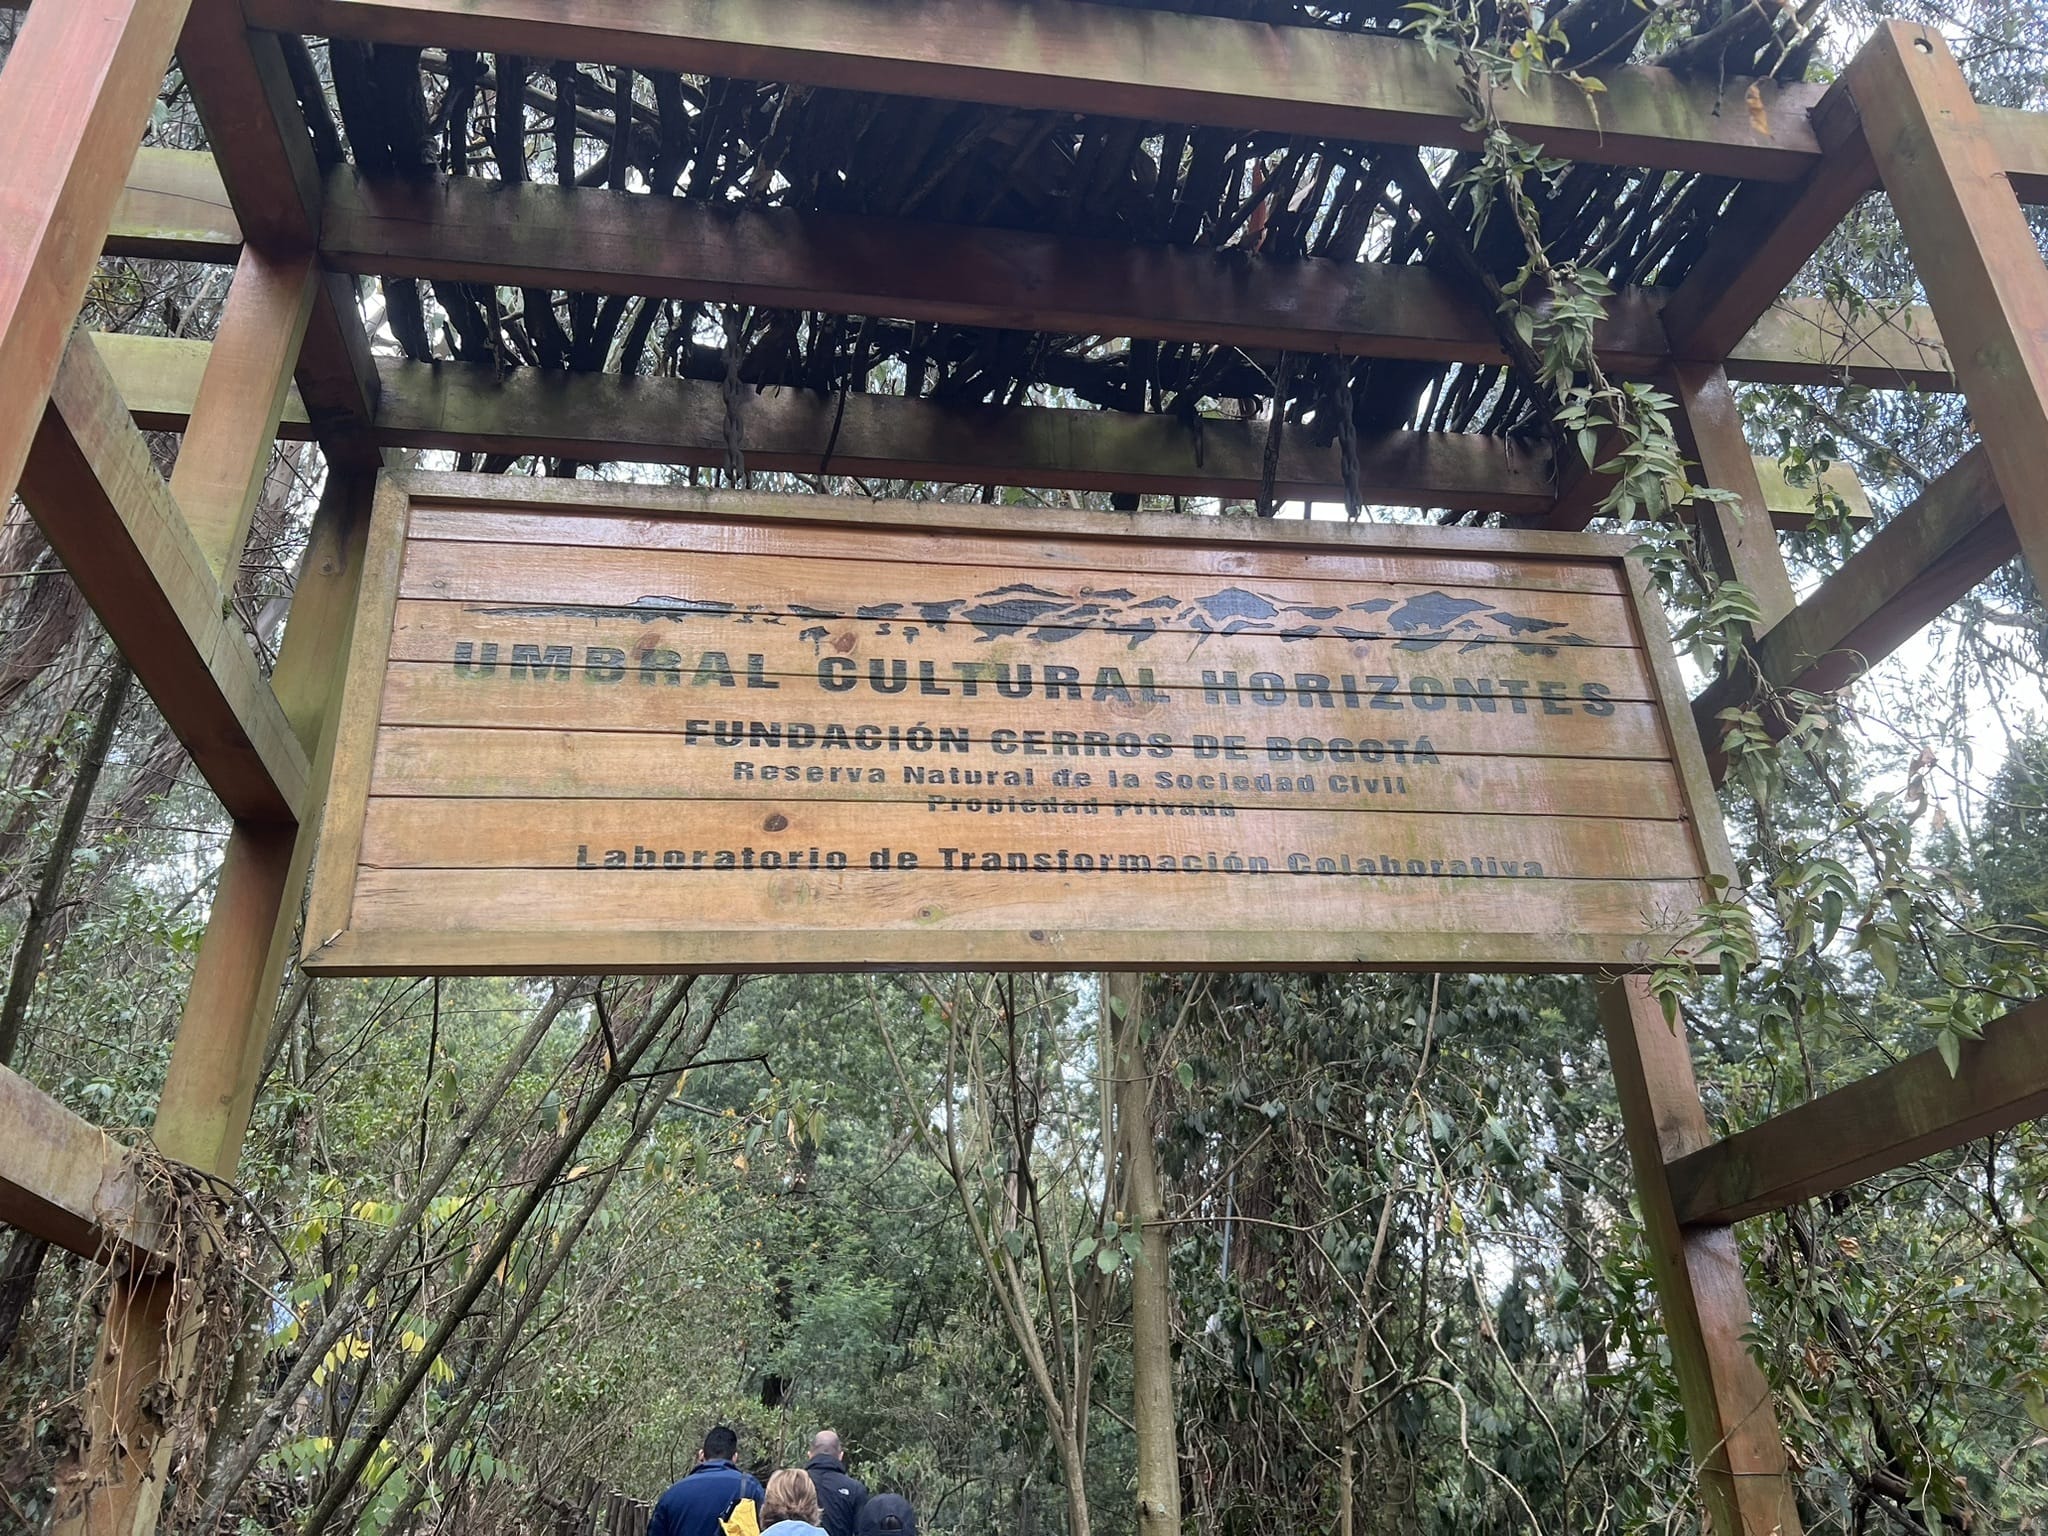 UMBRAL CULTURAL HORIZONTES
FUNDACIÓN CERROS DE BOGOTÁ
Reserva Natural de la Sociedad Civil
Propiedad Privada
Laboratorio de Transformación Colaborativa